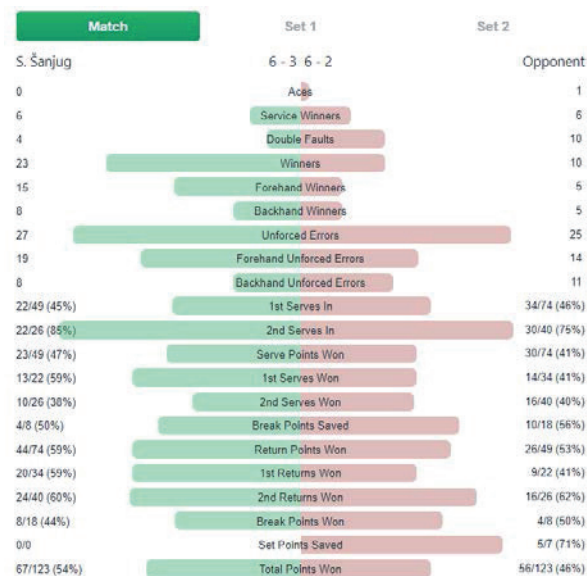 Match Set 1 Set 2
S. Šanjug 6 - 3 6 - 2 Opponent
0 Aces 1
6 Service Winners 6
4 Double Faults 10
23 Winners 10
15 Forehand Winners 5
8 Backhand Winners 5
27 Unforced Errors 25
19 Forehand Unforced Errors 14
8 Backhand Unforced Errors 11
22/49 (45%) 1st Serves In 34/74 (46%)
22/26 (85%) 2nd Serves In 30/40 (75%)
23/49 (47%) Serve Points Won 30/74 (41%)
13/22 (59%) 1st Serves Won 14/34 (41%)
10/26 (38%) 2nd Serves Won 16/40 (40%)
4/8 (50%) Break Points Saved 10/18 (56%)
44/74 (59%) Return Points Won 26/49 (53%)
20/34 (59%) 1st Returns Won 9/22 (41%)
24/40 (60%) 2nd Returns Won 16/26 (62%)
8/18 (44%) Break Points Won 4/8 (50%)
0/0 Set Points Saved 5/7 (71%)
67/123 (54%) Total Points Won 56/123 (46%)